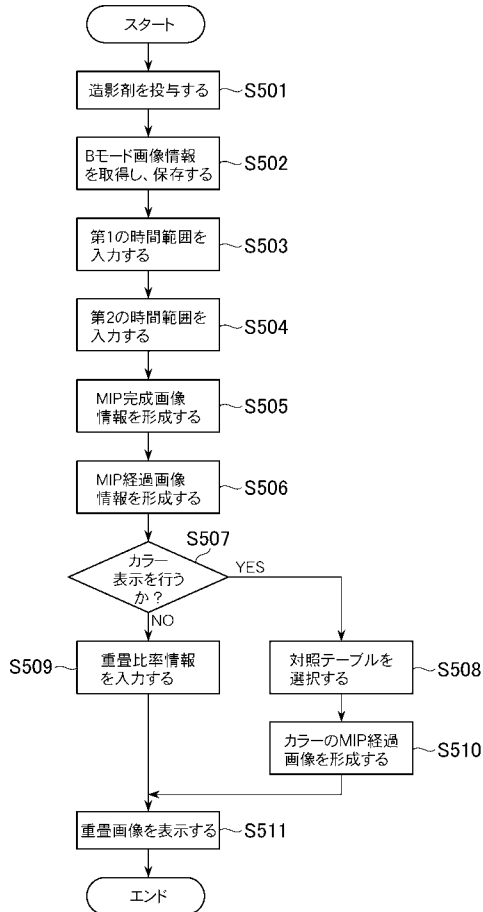 スタート
造影剤を投与する
S501
Bモード画像情報
を取得し、保存する
S502
第1の時間範囲を
入力する
S503
第2の時間範囲を
入力する
S504
MIP完成画像
情報を形成する
S505
MIP経過画像
情報を形成する
S506
S507
カラー
表示を行う
か?
YES
NO
S509
重畳比率情報
を入力する
対照テーブルを
選択する
S508
カラーのMIP経過
画像を形成する
S510
重畳画像を表示する
S511
エンド